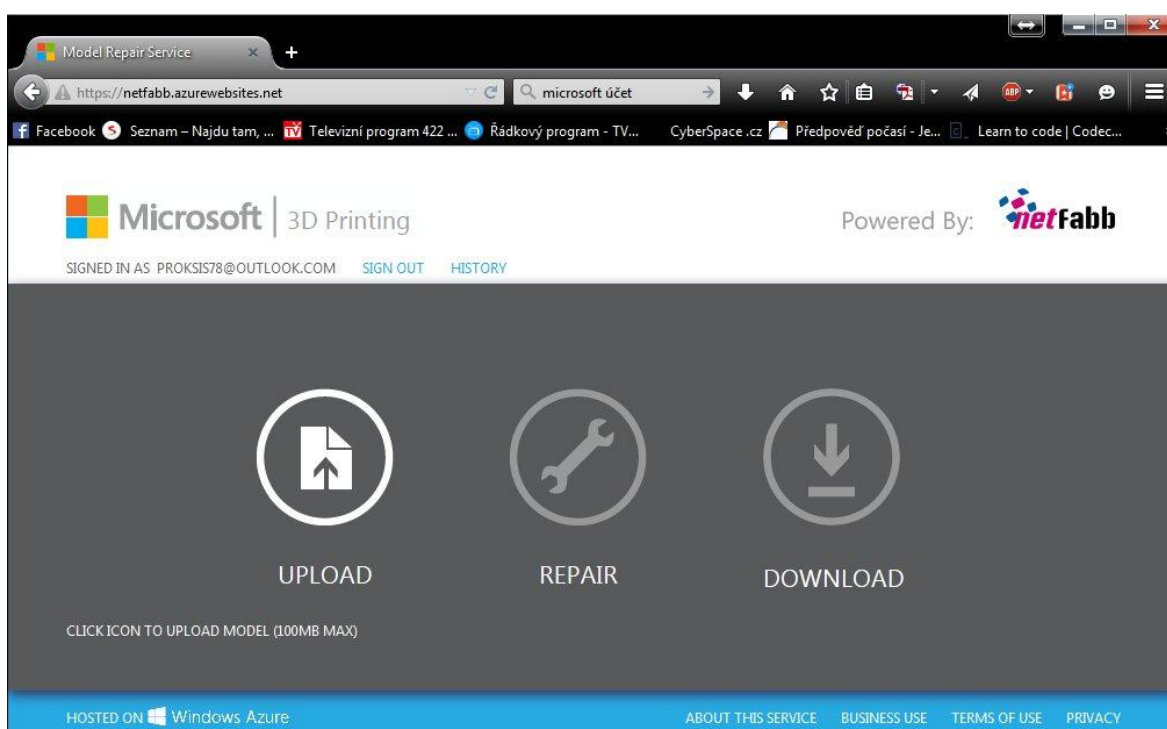 Model Repair Service
https://netfabb.azurewebsites.net
microsoft účet
ABP
Facebook Seznam – Najdu tam, ... Televizní program 422 ... Řádkový program - TV... CyberSpace .cz Předpověď počasí - Je... Learn to code | Codec...
Microsoft | 3D Printing
Powered By: netfabb
SIGNED IN AS PROKSIS78@OUTLOOK.COM SIGN OUT HISTORY
UPLOAD REPAIR DOWNLOAD
CLICK ICON TO UPLOAD MODEL (100MB MAX)
HOSTED ON Windows Azure ABOUT THIS SERVICE BUSINESS USE TERMS OF USE PRIVACY